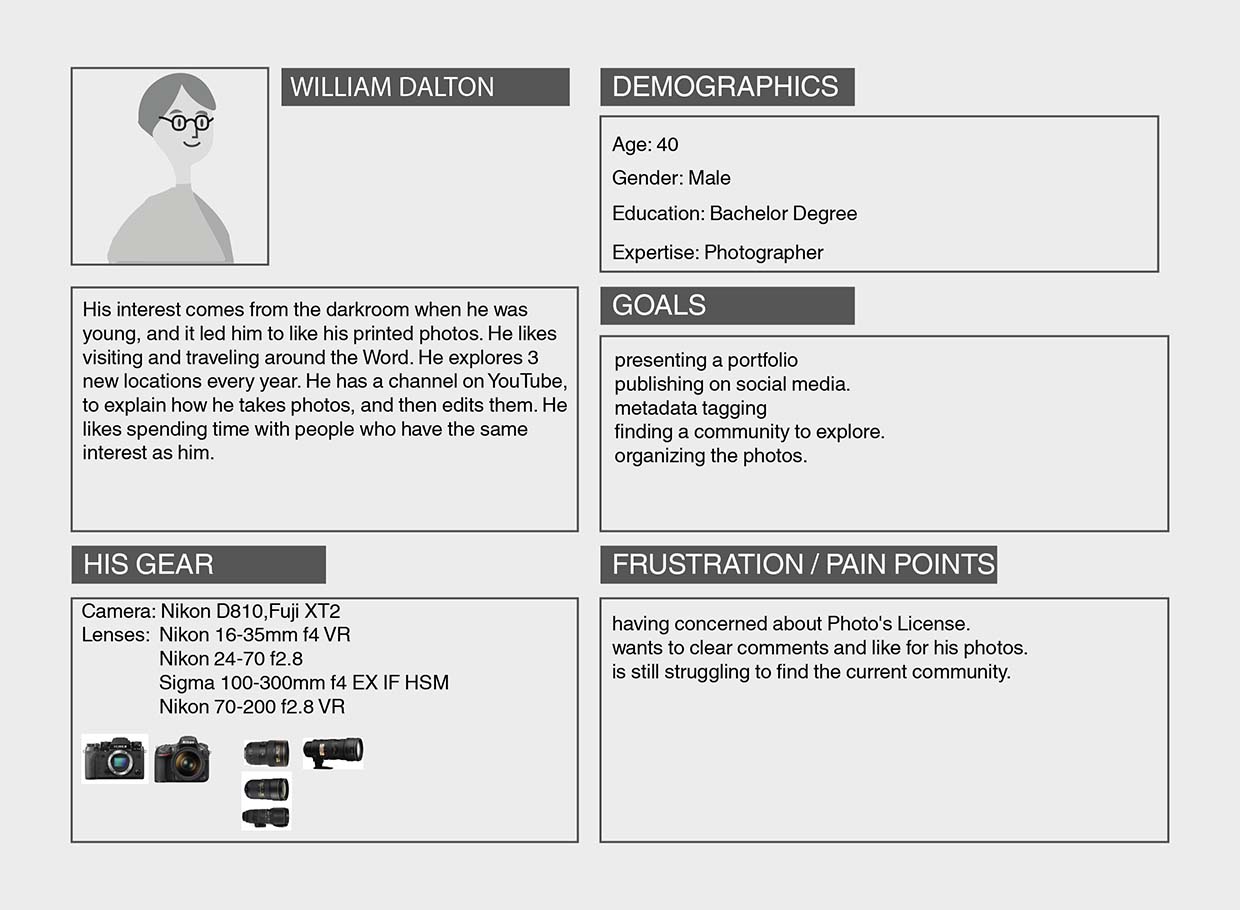 WILLIAM DALTON
DEMOGRAPHICS
Age: 40
Gender: Male
Education: Bachelor Degree
Expertise: Photographer
His interest comes from the darkroom when he was
young, and it led him to like his printed photos. He likes
visiting and traveling around the Word. He explores 3
new locations every year. He has a channel on YouTube,
to explain how he takes photos, and then edits them. He
likes spending time with people who have the same
interest as him.
GOALS
presenting a portfolio
publishing on social media.
metadata tagging
finding a community to explore.
organizing the photos.
HIS GEAR
Camera: Nikon D810,Fuji XT2
Lenses: Nikon 16-35mm f4 VR
Nikon 24-70 f2.8
Sigma 100-300mm f4 EX IF HSM
Nikon 70-200 f2.8 VR
FRUSTRATION / PAIN POINTS
having concerned about Photo's License.
wants to clear comments and like for his photos.
is still struggling to find the current community.